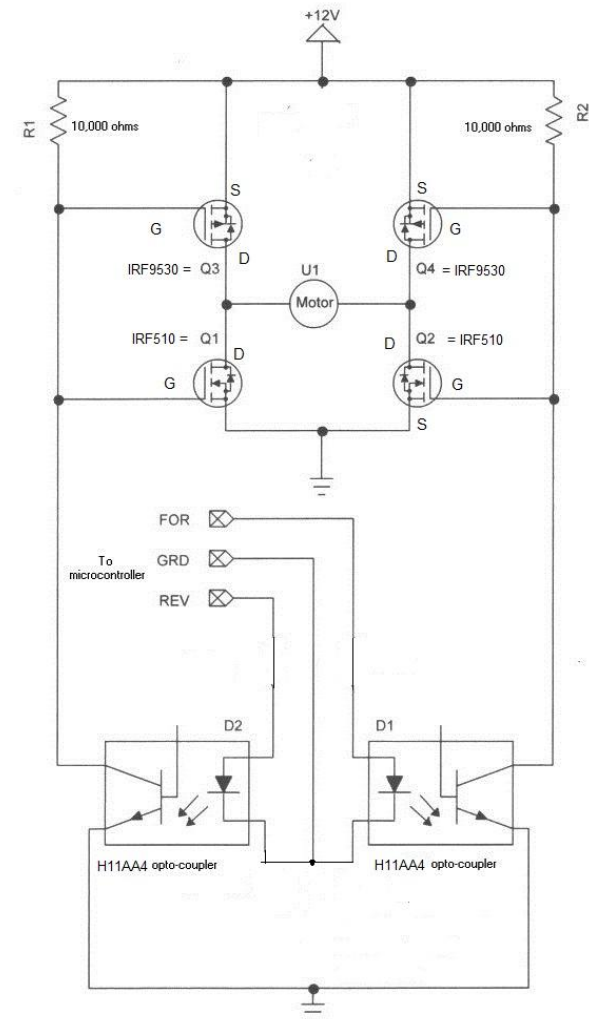 +12V
R1
10,000 ohms
10,000 ohms
R2
S
S
G
G
D
D
IRF9530 = Q3
U1
Q4 = IRF9530
Motor
IRF510 = Q1
Q2 = IRF510
D
D
G
G
S
FOR
To
microcontroller
GRD
REV
D2
D1
H11AA4 opto-coupler
H11AA4 opto-coupler